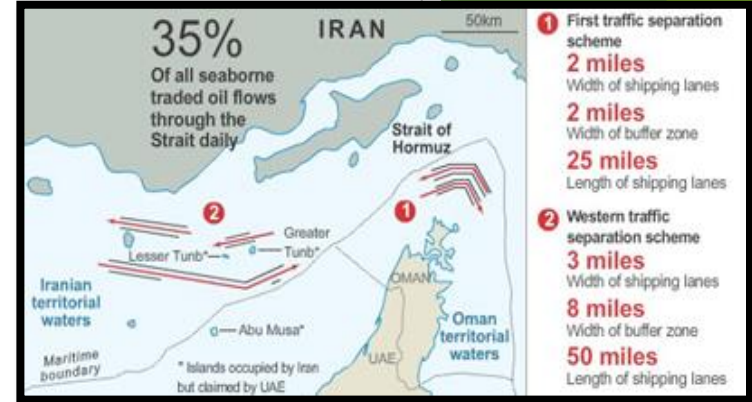 35%
Of all seaborne
traded oil flows
through the
Strait daily
IRAN
50km
Strait of
Hormuz
1
2
Greater
Tunb*
Lesser Tunb*
Iranian
territorial
waters
Abu Musa*
Maritime
boundary
* Islands occupied by Iran
but claimed by UAE
OMAN
UAE
Oman
territorial
waters
1 First traffic separation
scheme
2 miles
Width of shipping lanes
2 miles
Width of buffer zone
25 miles
Length of shipping lanes
2 Western traffic
separation scheme
3 miles
Width of shipping lanes
8 miles
Width of buffer zone
50 miles
Length of shipping lanes